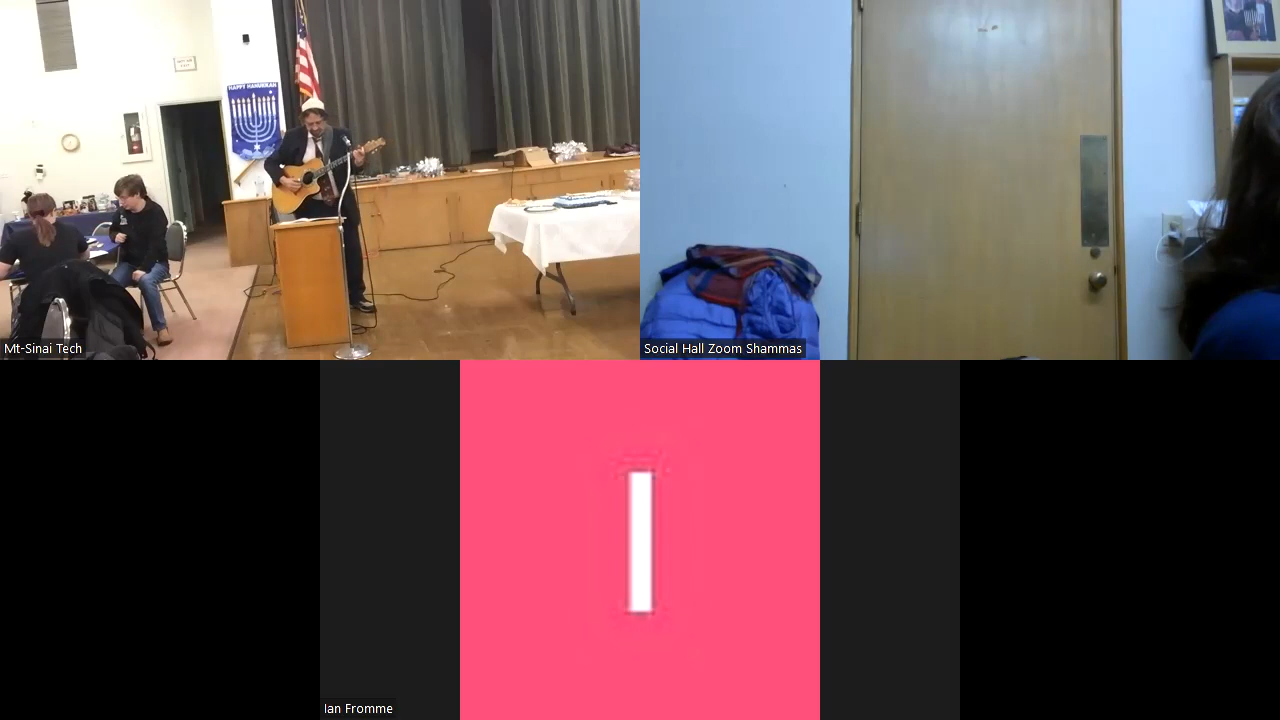 HAPPY HANUKKAH
Mt-Sinai Tech
Social Hall Zoom Shammas
I
Ian Fromme